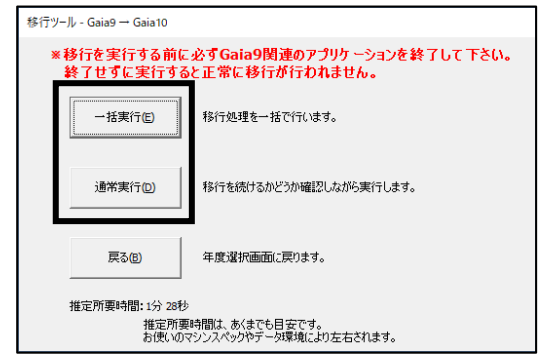 移行ツール - Gaia9 → Gaia10
※移行を実行する前に必ずGaia9関連のアプリケーションを終了して下さい。
終了せずに実行すると正常に移行が行われません。
一括実行(E) 移行処理を一括で行います。
通常実行(D) 移行を続けるかどうか確認しながら実行します。
戻る(B) 年度選択画面に戻ります。
推定所要時間: 1分 28秒
推定所要時間は、あくまでも目安です。
お使いのマシンスペックやデータ環境により左右されます。